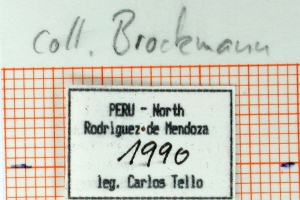 coll. Brockmann
PERU - North
Rodriguez de Mendoza
1990
leg. Carlos Tello